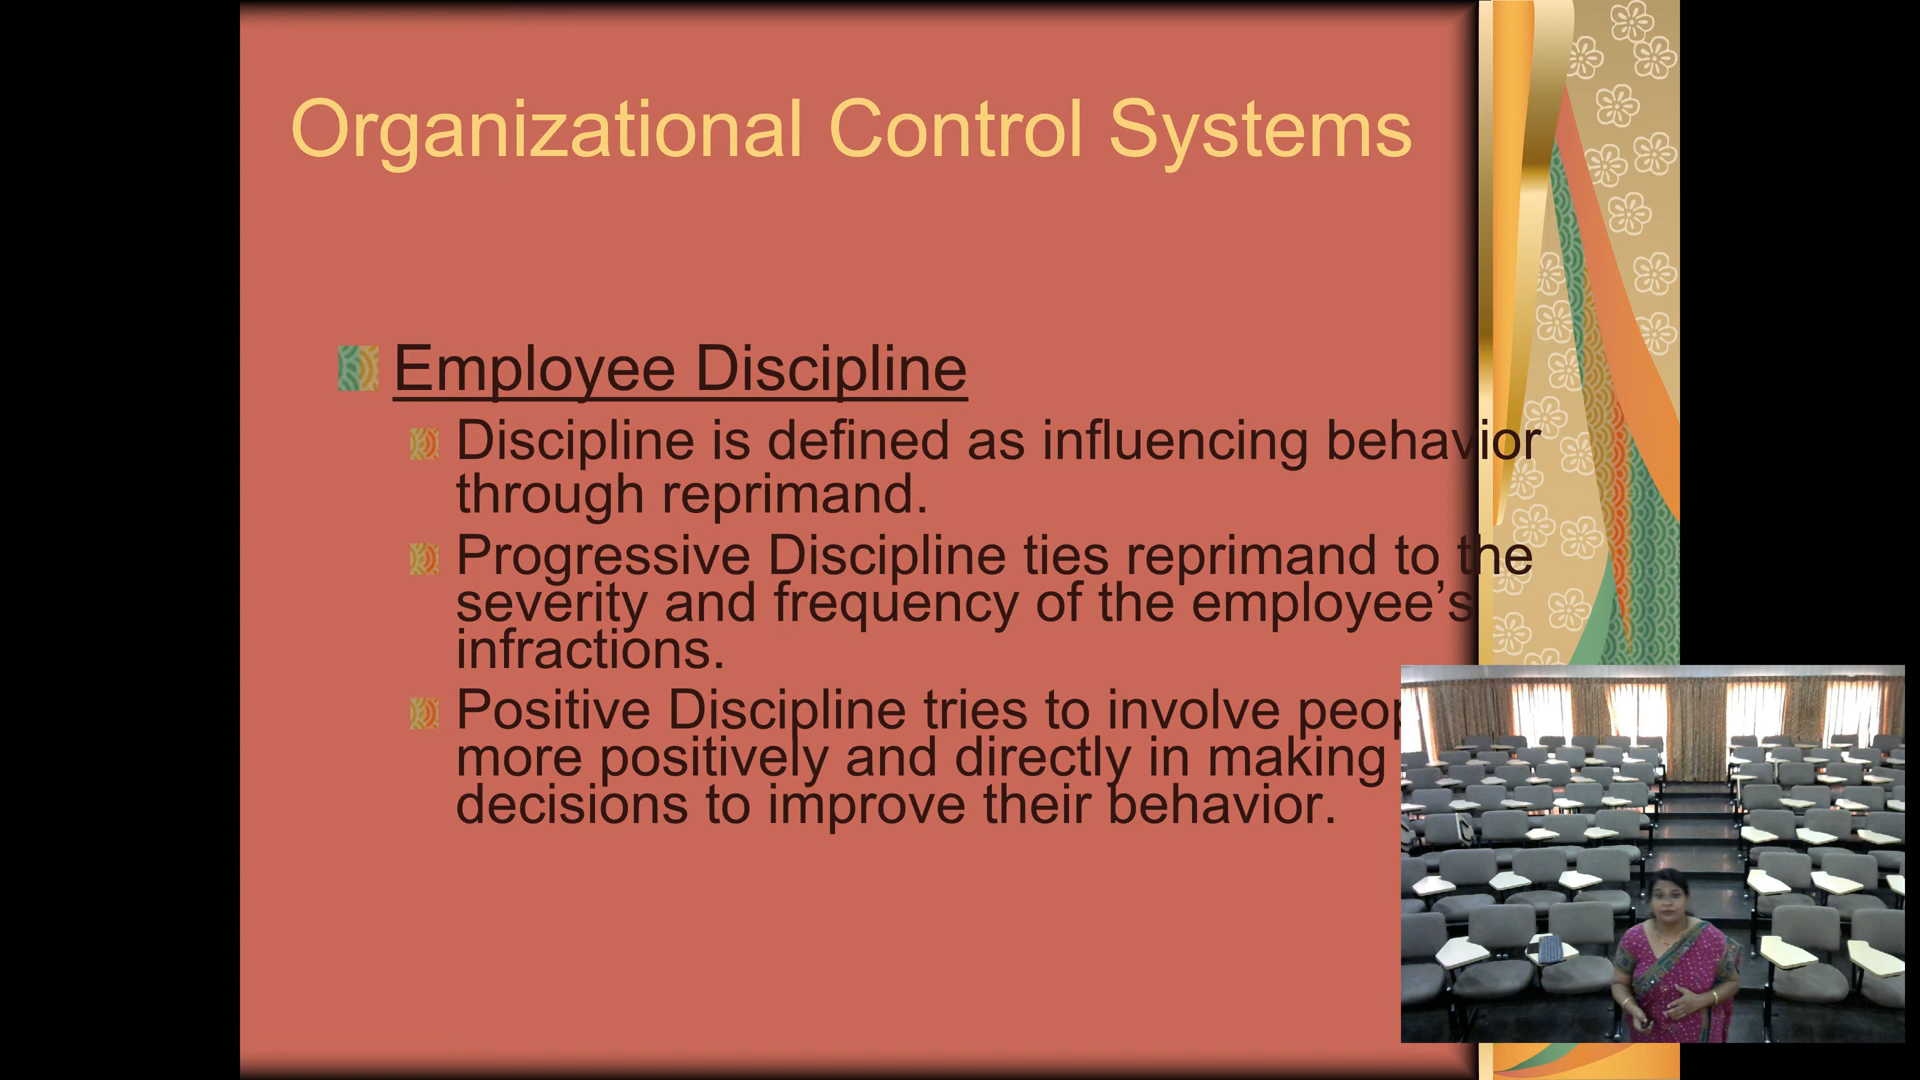 Organizational Control Systems
Employee Discipline
Discipline is defined as influencing behavior
through reprimand.
Progressive Discipline ties reprimand to the
severity and frequency of the employee’s
infractions.
Positive Discipline tries to involve
more positively and directly in making
decisions to improve their behavior.